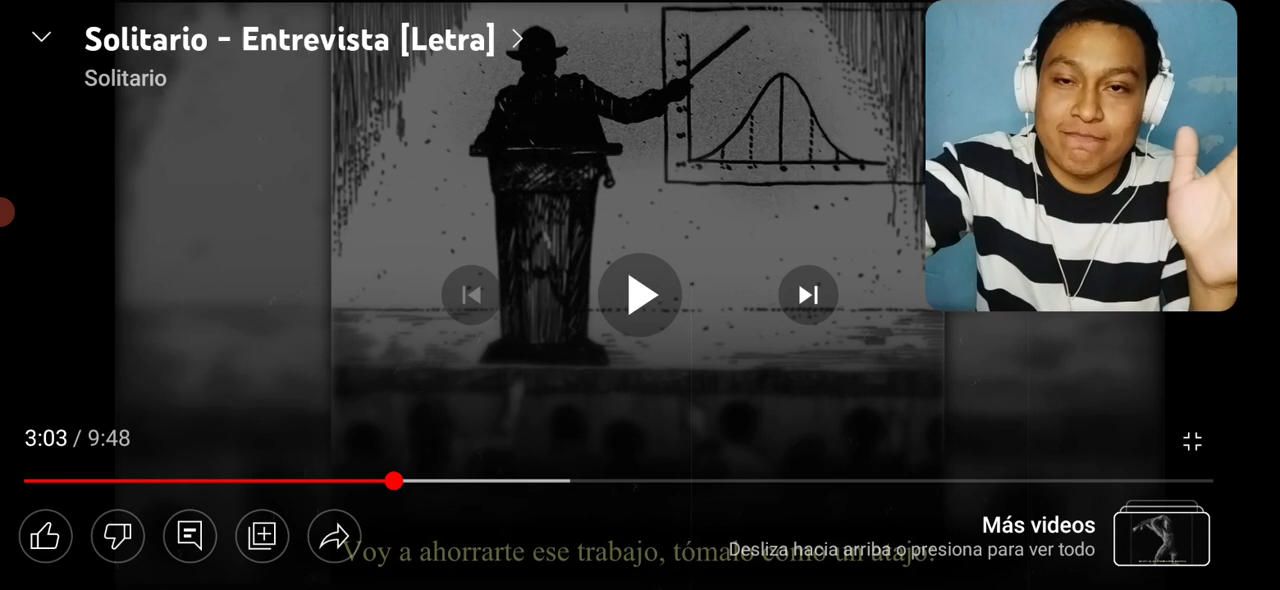 Solitario - Entrevista [Letra]
Solitario
3:03 / 9:48
Más videos
Desliza hacia arriba o presiona para ver todo
Voy a ahorrarte ese trabajo, tómalo como un atajo.